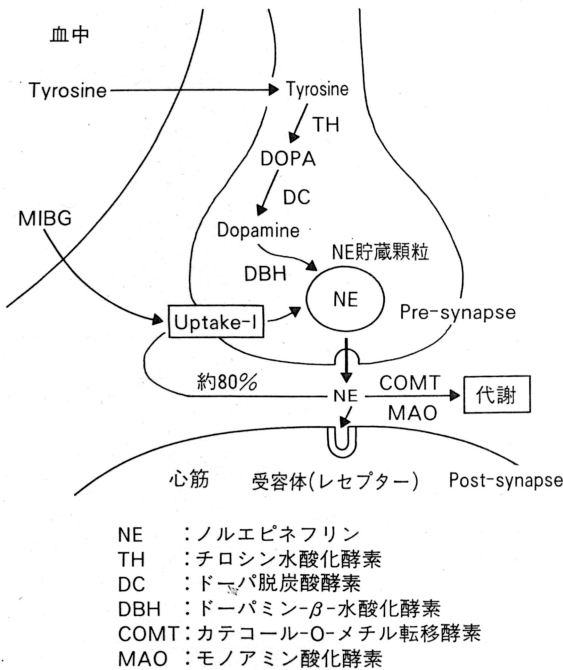 血中
Tyrosine
Tyrosine
TH
DOPA
DC
MIBG
Dopamine
NE貯蔵顆粒
DBH
NE
Uptake-I
Pre-synapse
約80%
NE
COMT
MAO
代謝
心筋
受容体(レセプター)
Post-synapse
NE :ノルエピネフリン
TH :チロシン水酸化酵素
DC :ドーパ脱炭酸酵素
DBH :ドーパミン-β-水酸化酵素
COMT:カテコール-O-メチル転移酵素
MAO :モノアミン酸化酵素